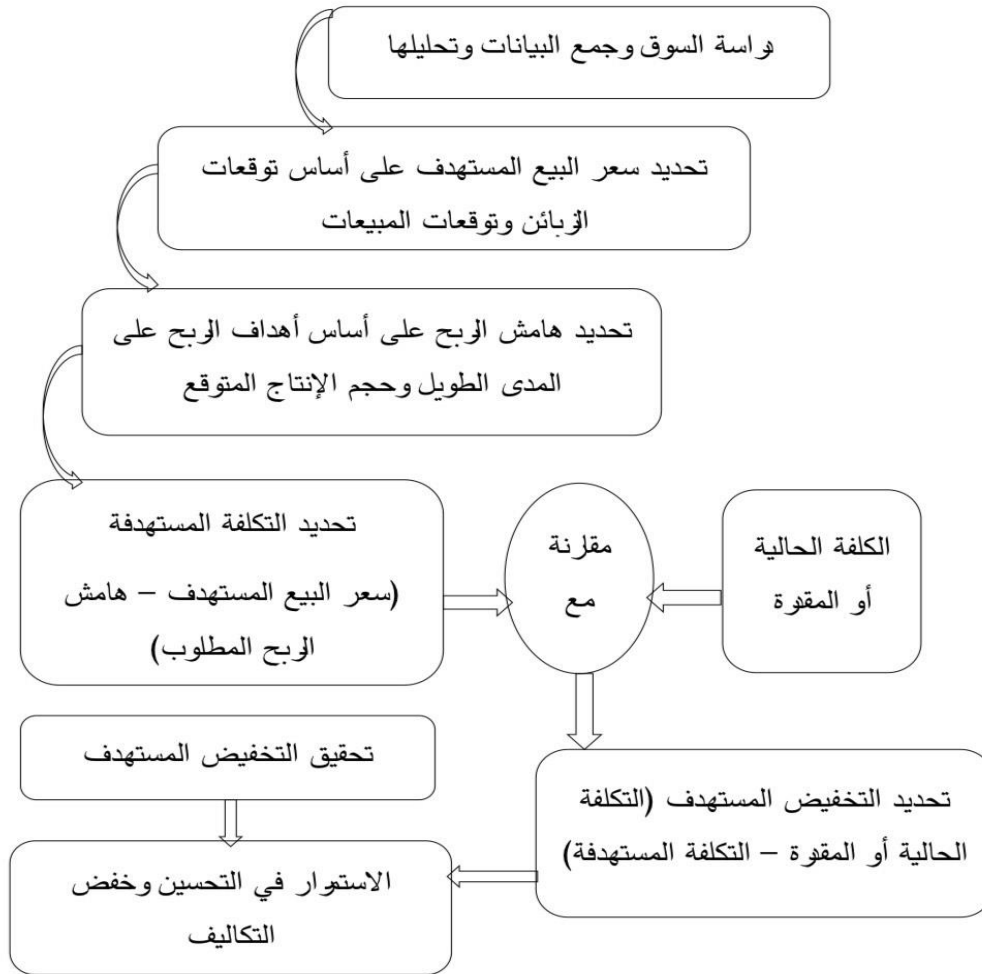 دراسة السوق وجمع البيانات وتحليلها
تحديد سعر البيع المستهدف على أساس توقعات
الزبائن وتوقعات المبيعات
تحديد هامش الربح على أساس أهداف الربح على
المدى الطويل وحجم الإنتاج المتوقع
تحديد التكلفة المستهدفة
(سعر البيع المستهدف – هامش
الربح المطلوب)
مقارنة
مع
الكلفة الحالية
أو المقدرة
تحقيق التخفيض المستهدف
تحديد التخفيض المستهدف (التكلفة
الحالية أو المقدرة – التكلفة المستهدفة)
الاستمرار في التحسين وخفض
التكاليف